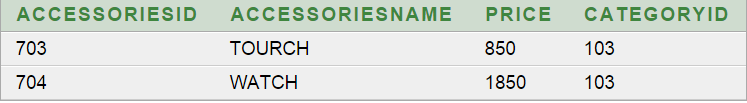 ACCESSORIESID ACCESSORIESNAME PRICE CATEGORYID
703 TOURCH 850 103
704 WATCH 1850 103